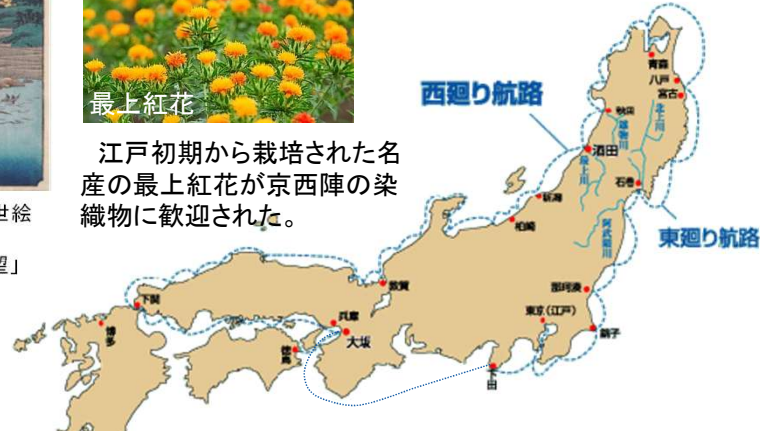 最上紅花
江戸初期から栽培された名
産の最上紅花が京西陣の染
織物に歓迎された。
世絵
望」
西廻り航路
東廻り航路
青森
八戸
宮古
秋田
雄物川
北上川
酒田
最上川
石巻
新潟
柏崎
阿武隈川
敦賀
那珂湊
東京(江戸)
銚子
下関
博多
兵庫
大坂
徳島
下田